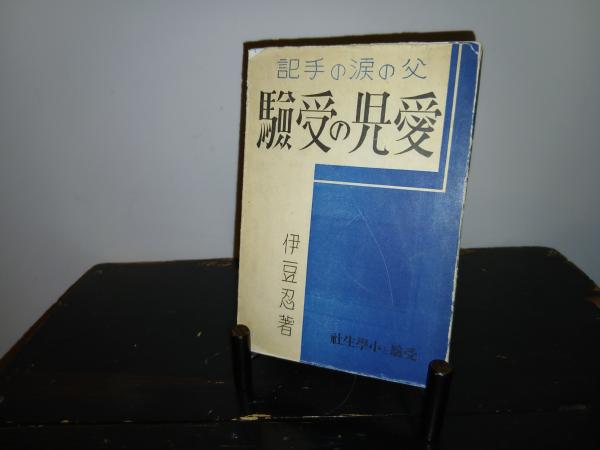 父の涙の手記
愛児の受驗
伊豆忍著
受驗と小學生社